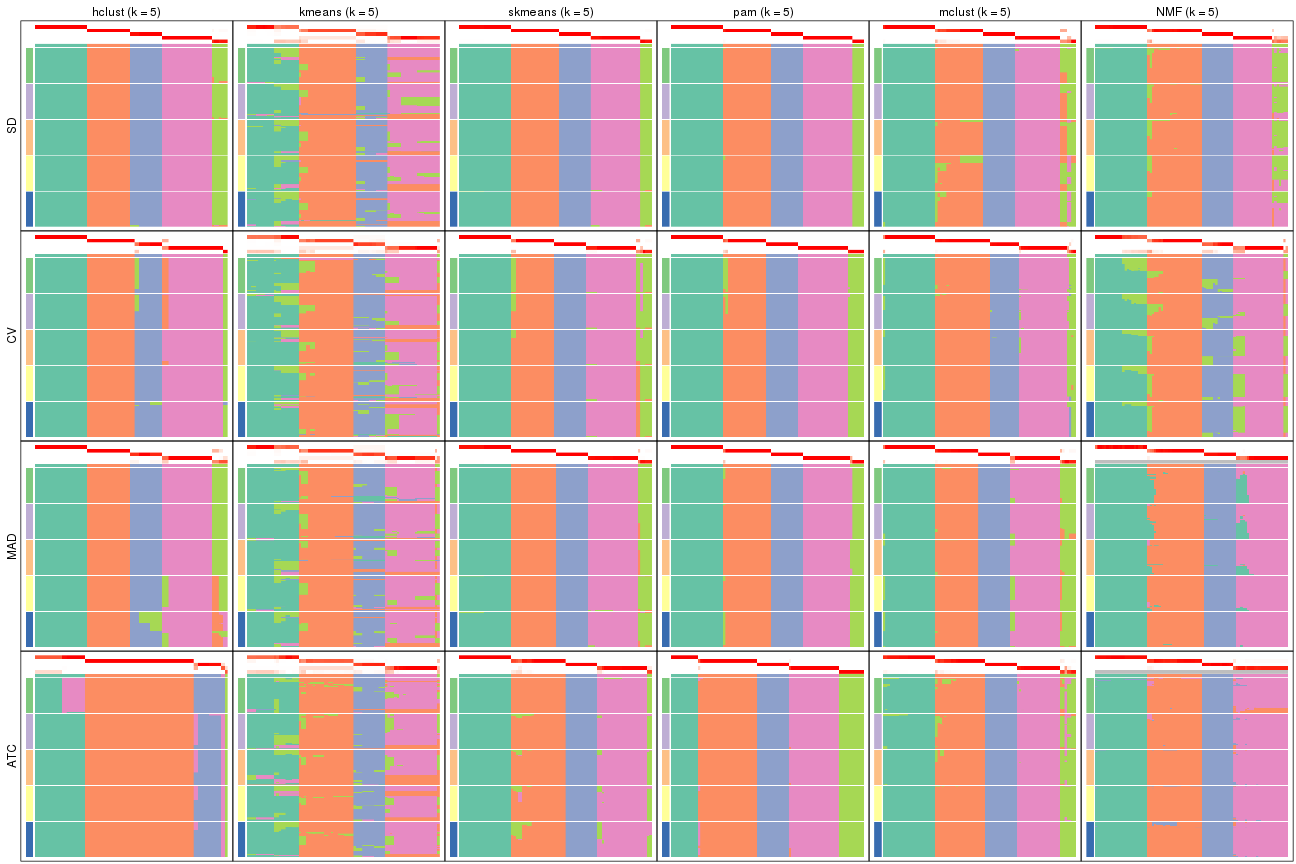 hclust (k = 5) kmeans (k = 5) skmeans (k = 5) pam (k = 5) mclust (k = 5) NMF (k = 5)
SD
CV
MAD
ATC